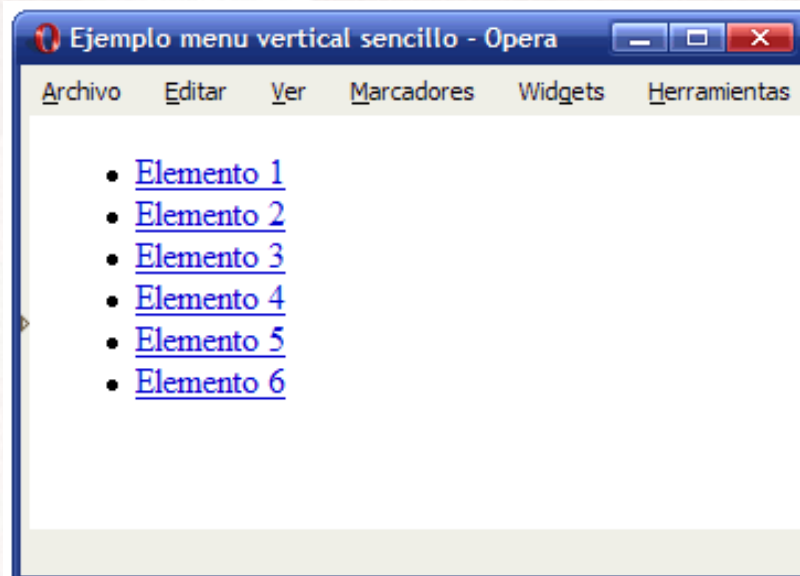 Ejemplo menu vertical sencillo - Opera
Archivo Editar Ver Marcadores Widgets Herramientas
Elemento 1
Elemento 2
Elemento 3
Elemento 4
Elemento 5
Elemento 6